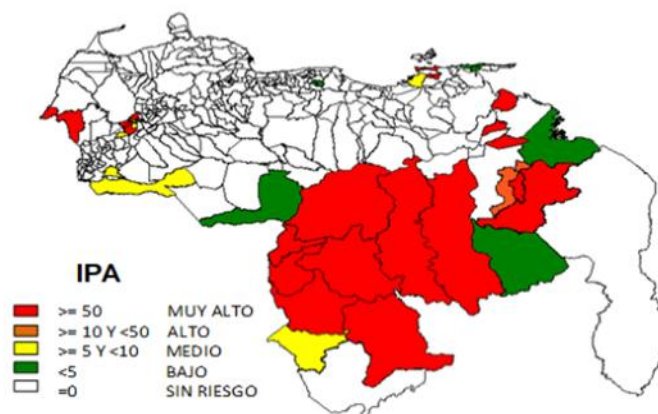 IPA
>= 50 MUY ALTO
>= 10 Y <50 ALTO
>= 5 Y <10 MEDIO
<5 BAJO
=0 SIN RIESGO